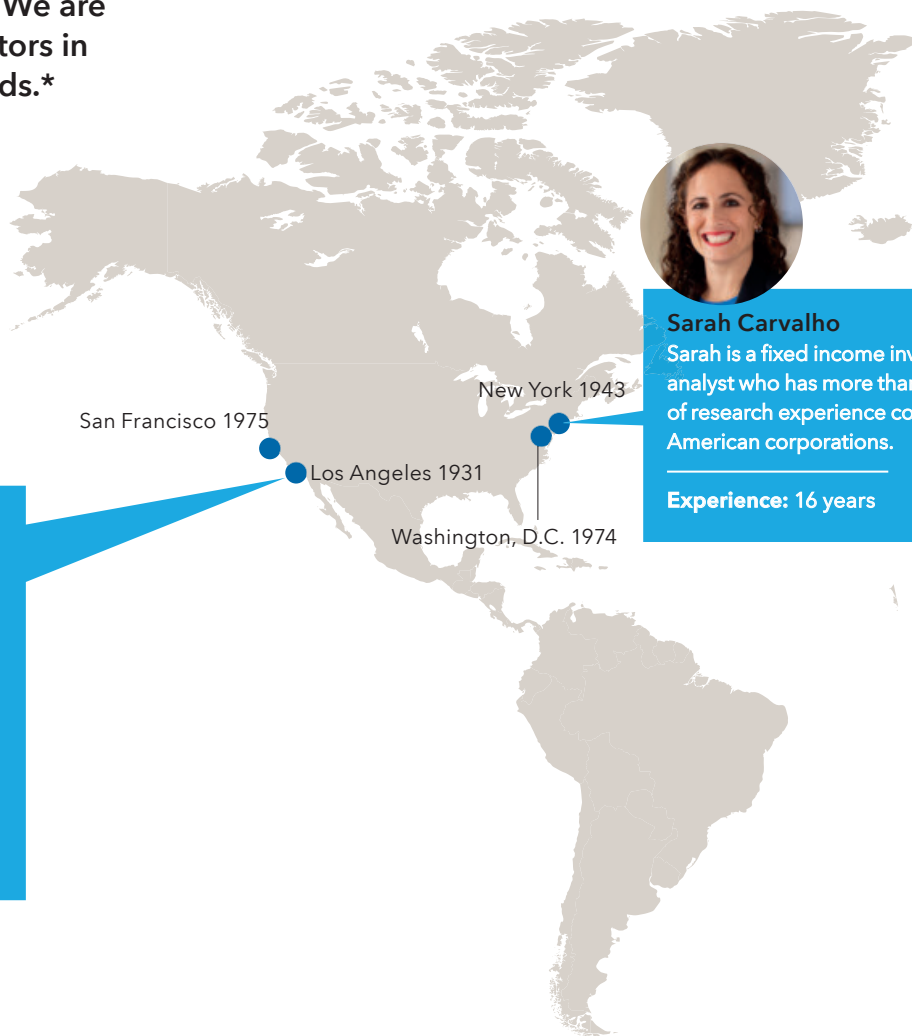 We are
tors in
ds.*
Sarah Carvalho
Sarah is a fixed income inv
analyst who has more than
of research experience co
American corporations.
Experience: 16 years
New York 1943
San Francisco 1975
Los Angeles 1931
Washington, D.C. 1974